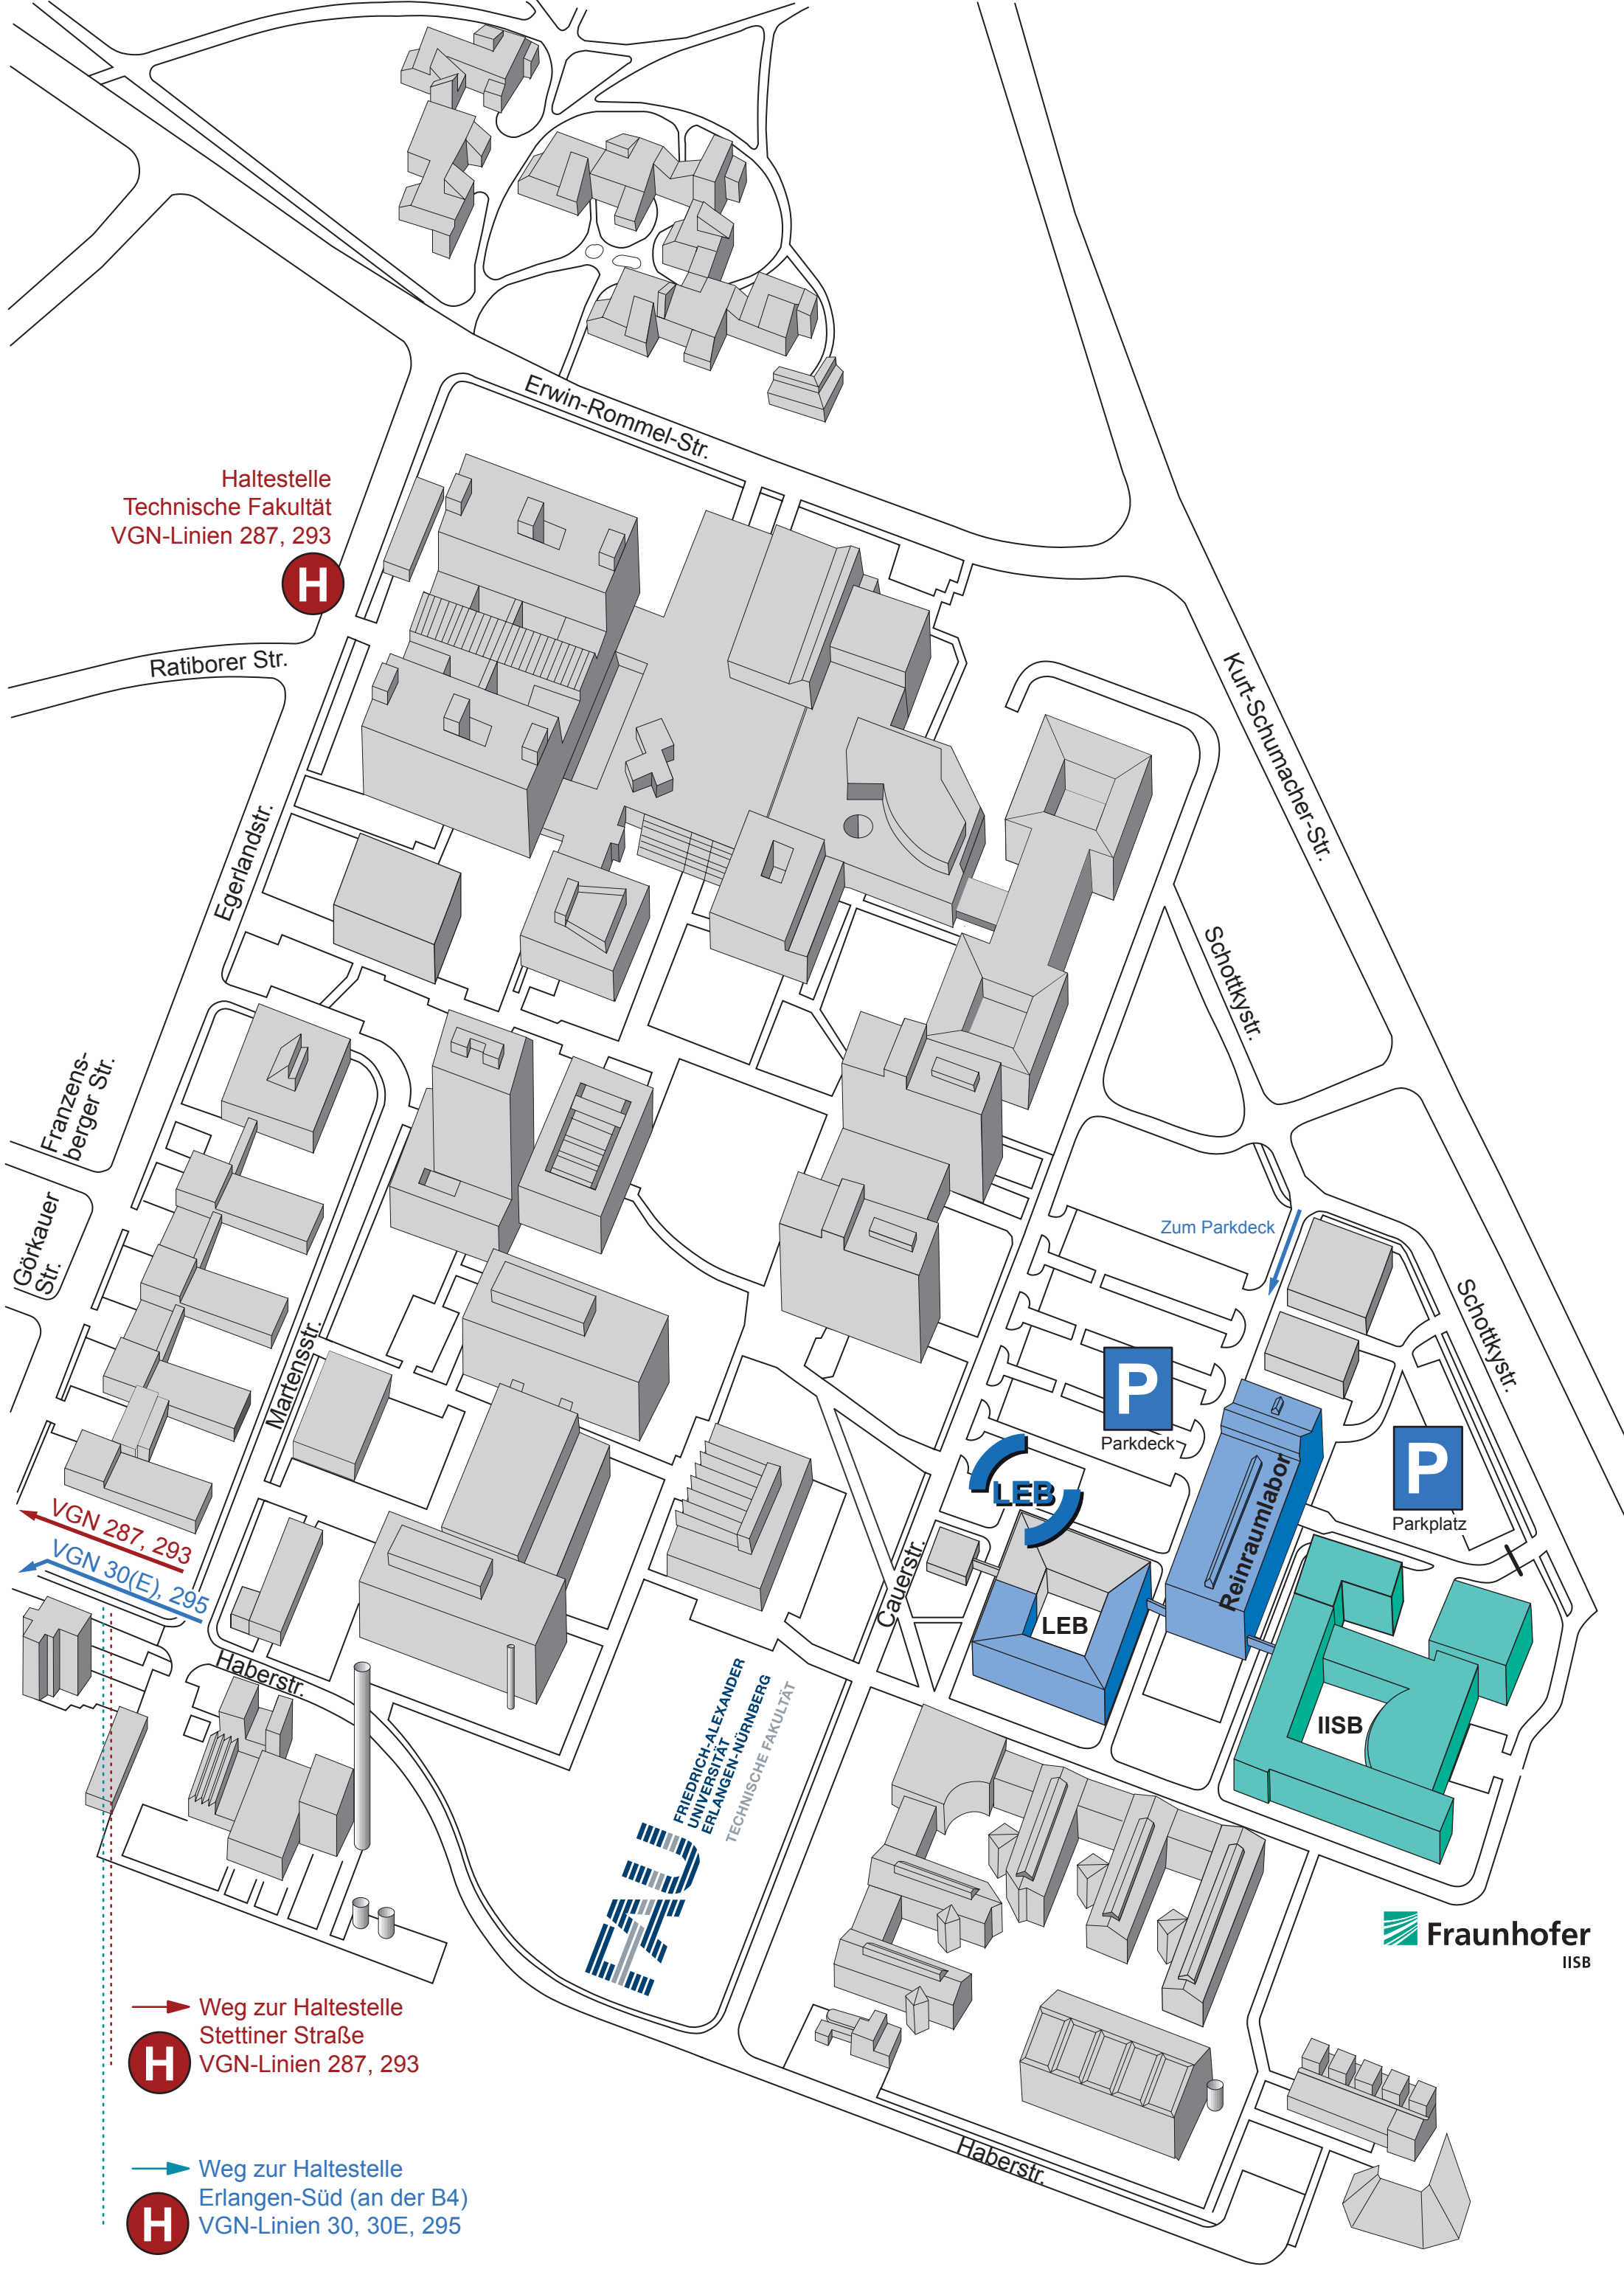 Erwin-Rommel-Str.
Haltestelle
Technische Fakultät
VGN-Linien 287, 293
H
Ratiborer Str.
Kurt-Schumacher-Str.
Egerlandstr.
Schottkystr.
Franzens-
berger Str.
Görkauer
Str.
Zum Parkdeck
Schottkystr.
Martensstr.
P
Parkdeck
P
Parkplatz
LEB
Reinraumlabor
VGN 287, 293
VGN 30(E), 295
Cauerstr.
LEB
IISB
Haberstr.
FAU
FRIEDRICH-ALEXANDER
UNIVERSITÄT
ERLANGEN-NÜRNBERG
TECHNISCHE FAKULTÄT
Fraunhofer
IISB
Weg zur Haltestelle
Stettiner Straße
H
VGN-Linien 287, 293
Haberstr.
Weg zur Haltestelle
Erlangen-Süd (an der B4)
H
VGN-Linien 30, 30E, 295